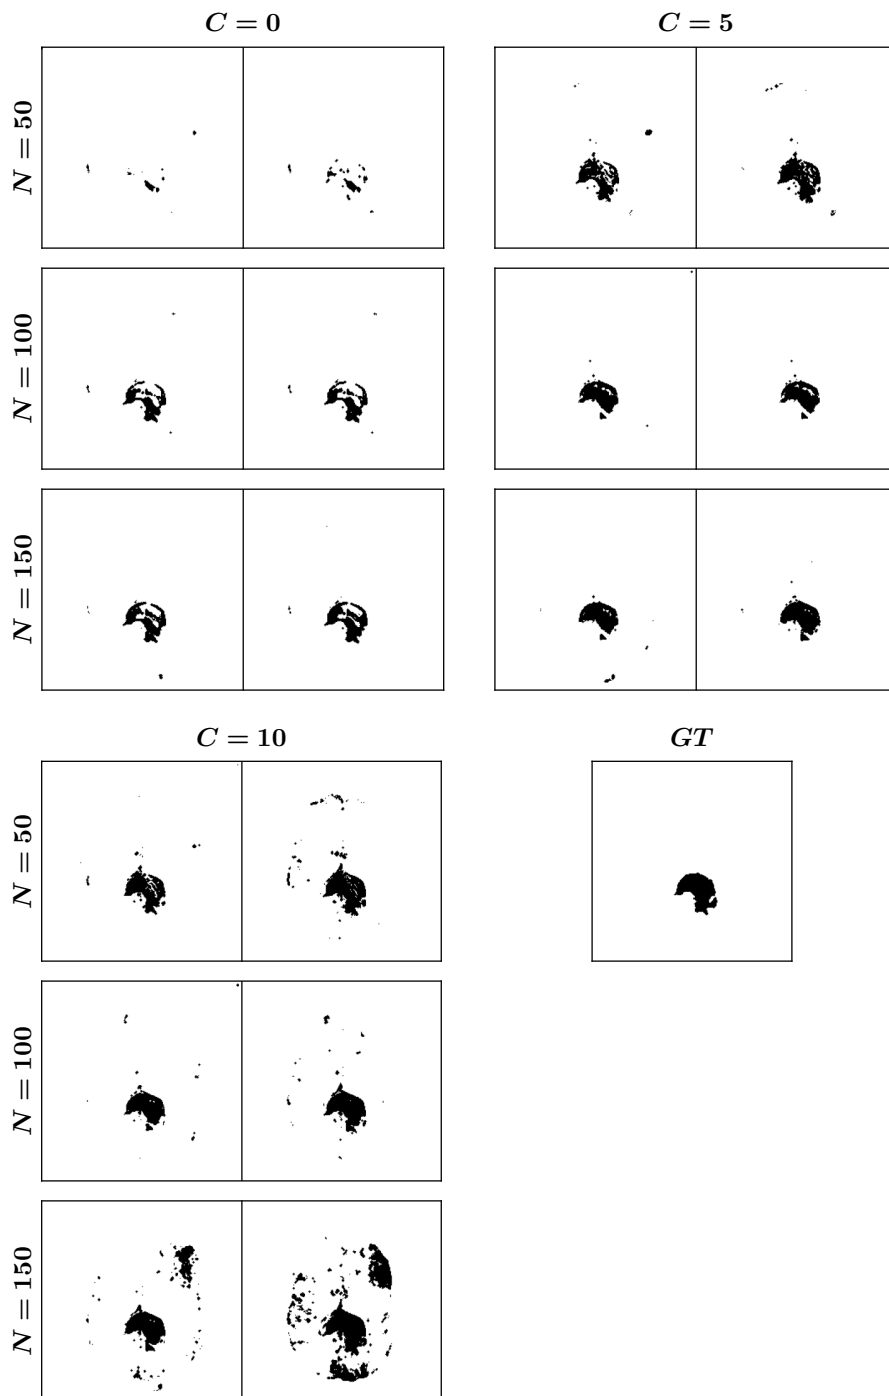 C = 0
C = 5
N = 50
N = 100
N = 150
C = 10
GT
N = 50
N = 100
N = 150